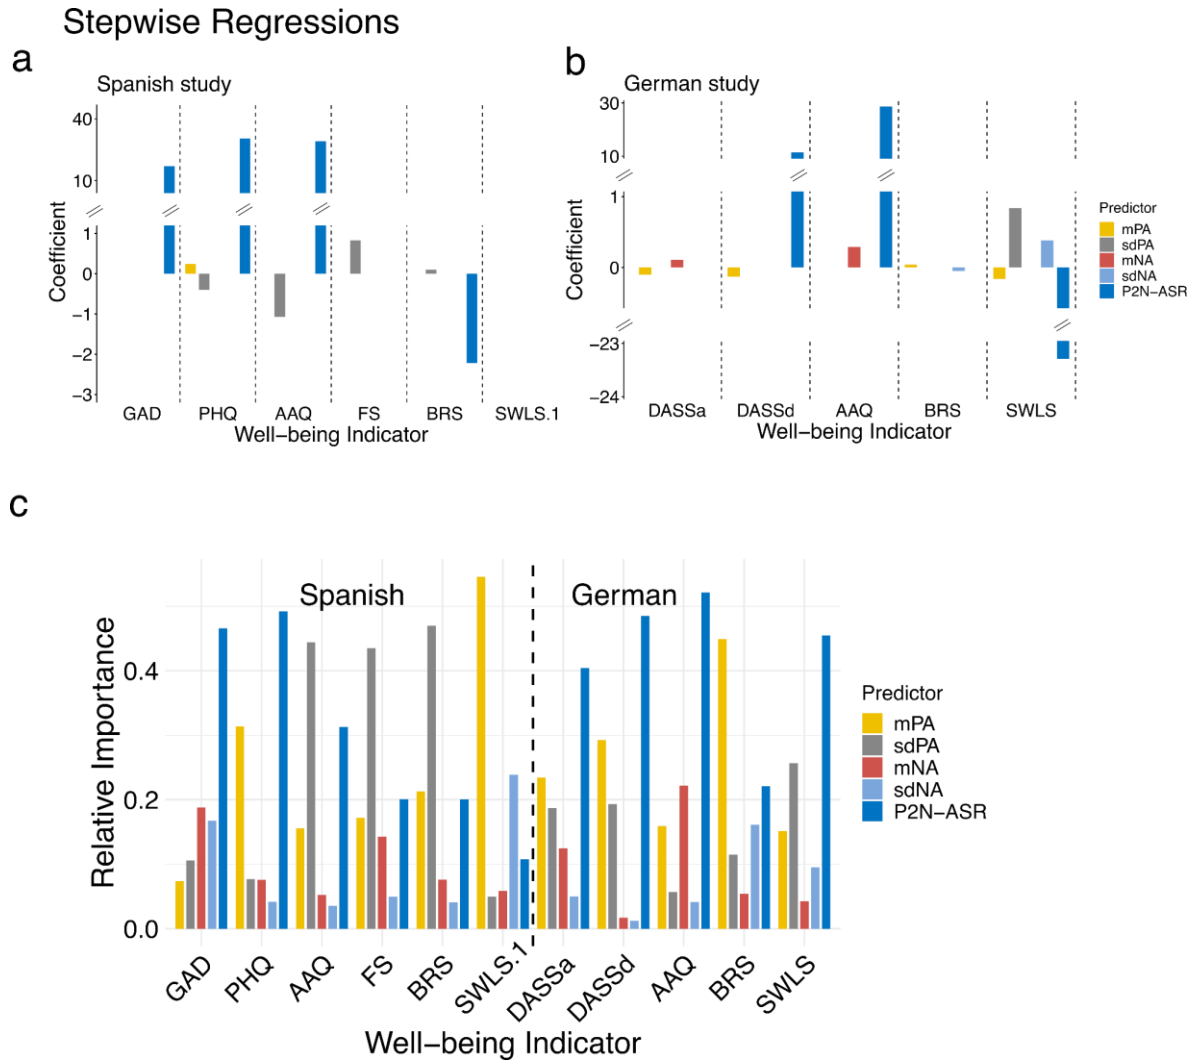 Stepwise Regressions
a
Spanish study
40
10
1
0
−1
−2
−3
Coefficient
GAD PHQ AAQ FS BRS SWLS.1
Well−being Indicator
b
German study
30
10
1
0
−23
−24
Coefficient
DASSa DASSd AAQ BRS SWLS
Well−being Indicator
Predictor
mPA
sdPA
mNA
sdNA
P2N−ASR
c
Spanish German
0.4
0.2
0.0
Relative Importance
GAD PHQ AAQ FS BRS SWLS.1 DASSa DASSd AAQ BRS SWLS
Well−being Indicator
Predictor
mPA
sdPA
mNA
sdNA
P2N−ASR